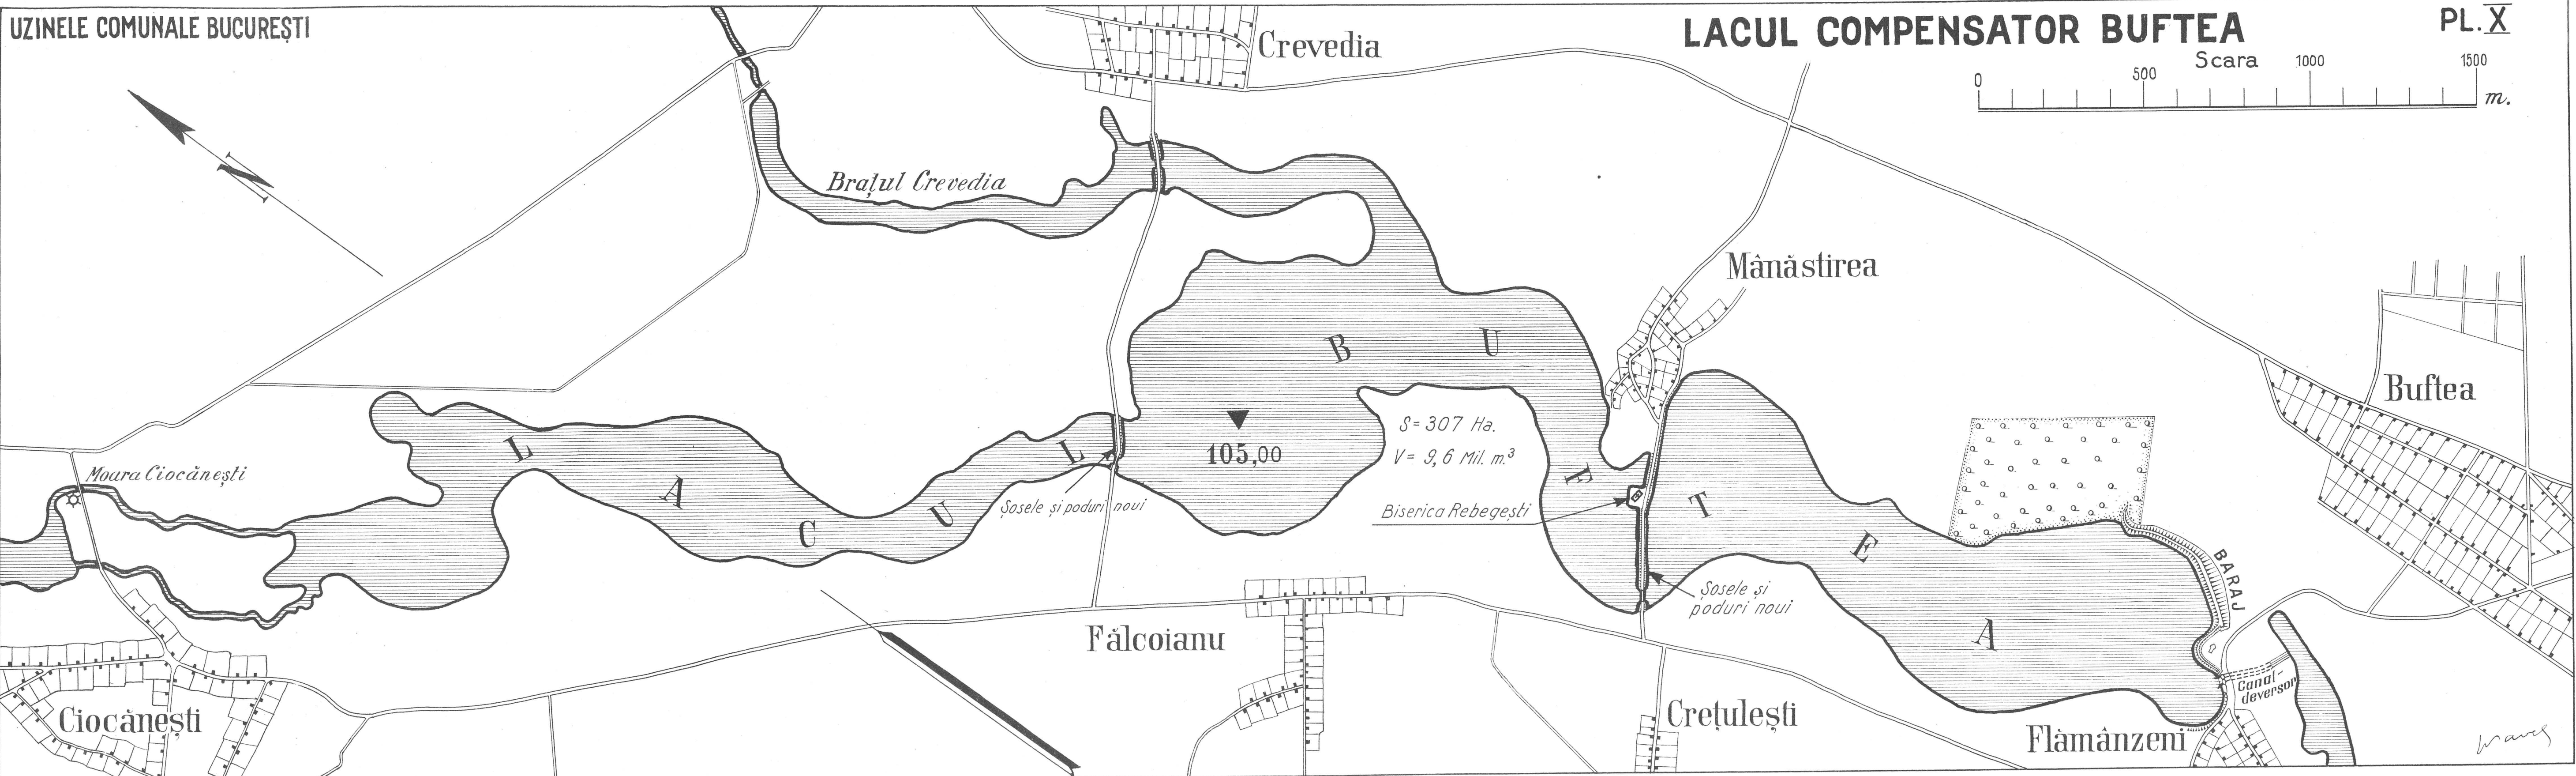 UZINELE COMUNALE BUCUREȘTI
LACUL COMPENSATOR BUFTEA
PL. X
Scara
0 500 1000 1500
m.
Crevedia
N
Brațul Crevedia
Mânăstirea
Buftea
B U
105,00
S = 307 Ha.
V = 9,6 Mil. m.³
Moara Ciocănești
L A C U L
Șosele și poduri noui
Biserica Rebegești
F T E A
Șosele și
poduri noui
BARAJ
Canal-
deversor
Fălcoianu
Ciocănești
Crețulești
Flămânzeni